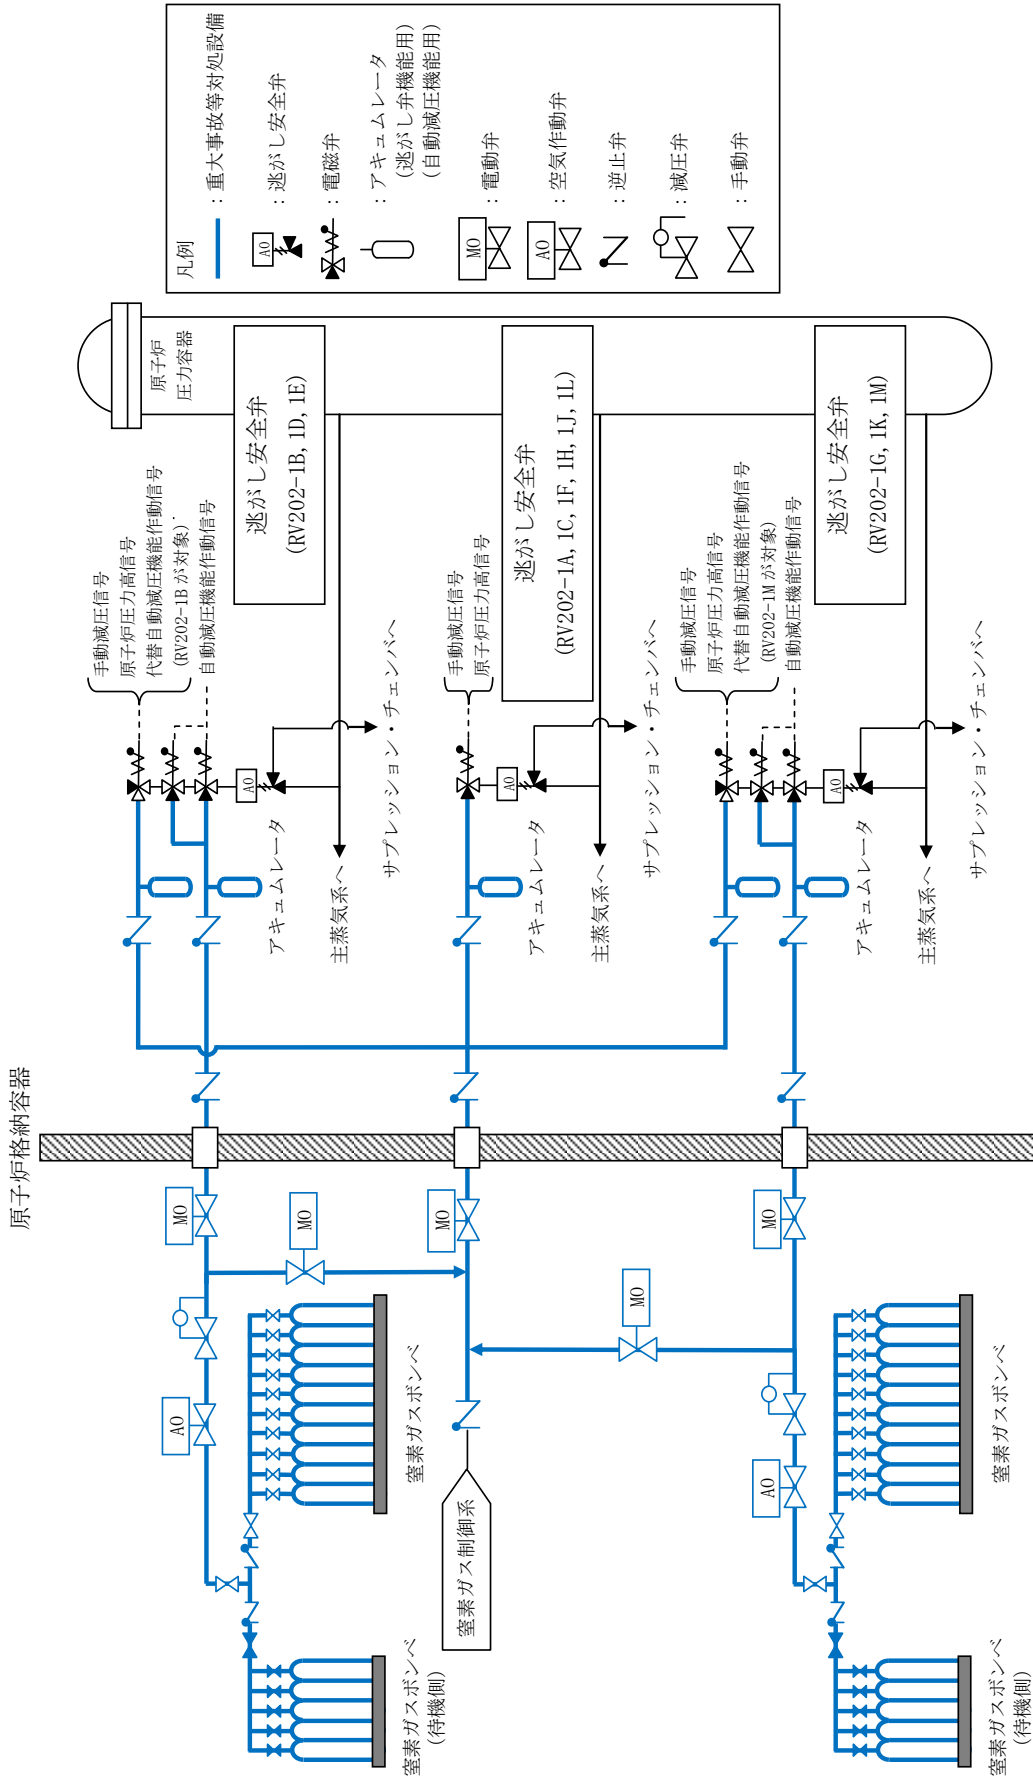 凡例
：重大事故等対処設備
AO
：逃がし安全弁
：電磁弁
：アキュムレータ
（逃がし弁機能用）
（自動減圧機能用）
MO
：電動弁
AO
：空気作動弁
：逆止弁
：減圧弁
：手動弁
原子炉
圧力容器
逃がし安全弁
(RV202-1B, 1D, 1E)
逃がし安全弁
(RV202-1A, 1C, 1F, 1H, 1J, 1L)
逃がし安全弁
(RV202-1G, 1K, 1M)
手動減圧信号
原子炉圧力高信号
代替自動減圧機能作動信号
(RV202-1Bが対象)
自動減圧機能作動信号
手動減圧信号
原子炉圧力高信号
手動減圧信号
原子炉圧力高信号
代替自動減圧機能作動信号
(RV202-1Mが対象)
自動減圧機能作動信号
AO
AO
AO
サプレッション・チェンバへ
サプレッション・チェンバへ
サプレッション・チェンバへ
アキュムレータ
主蒸気系へ
アキュムレータ
主蒸気系へ
アキュムレータ
主蒸気系へ
原子炉格納容器
MO
MO
MO
MO
MO
AO
AO
窒素ガスボンベ
窒素ガス制御系
窒素ガスボンベ
窒素ガスボンベ
（待機側）
窒素ガスボンベ
（待機側）